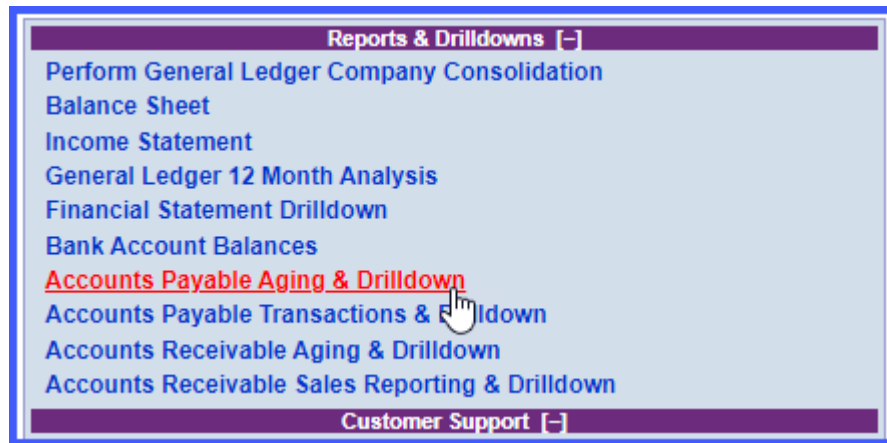 Reports & Drilldowns [–]
Perform General Ledger Company Consolidation
Balance Sheet
Income Statement
General Ledger 12 Month Analysis
Financial Statement Drilldown
Bank Account Balances
Accounts Payable Aging & Drilldown
Accounts Payable Transactions & Drilldown
Accounts Receivable Aging & Drilldown
Accounts Receivable Sales Reporting & Drilldown
Customer Support [–]